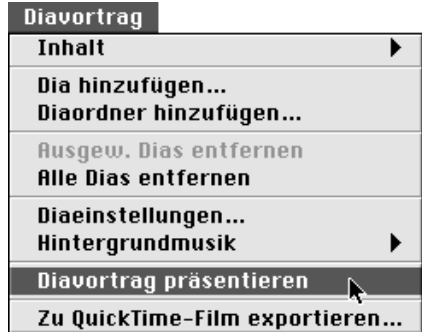 Diavortrag
Inhalt
Dia hinzufügen...
Diaordner hinzufügen...
Ausgew. Dias entfernen
Alle Dias entfernen
Diaeinstellungen...
Hintergrundmusik
Diavortrag präsentieren
Zu QuickTime-Film exportieren...